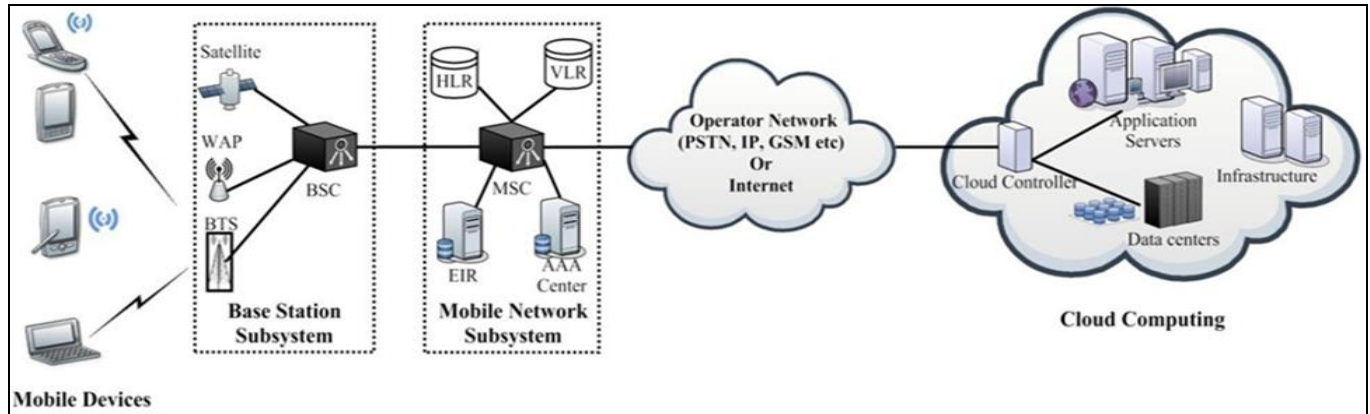 Satellite
WAP
BTS
BSC
Base Station
Subsystem
HLR
VLR
MSC
EIR
AAA
Center
Mobile Network
Subsystem
Operator Network
(PSTN, IP, GSM etc)
Or
Internet
Application
Servers
Cloud Controller
Infrastructure
Data centers
Cloud Computing
Mobile Devices